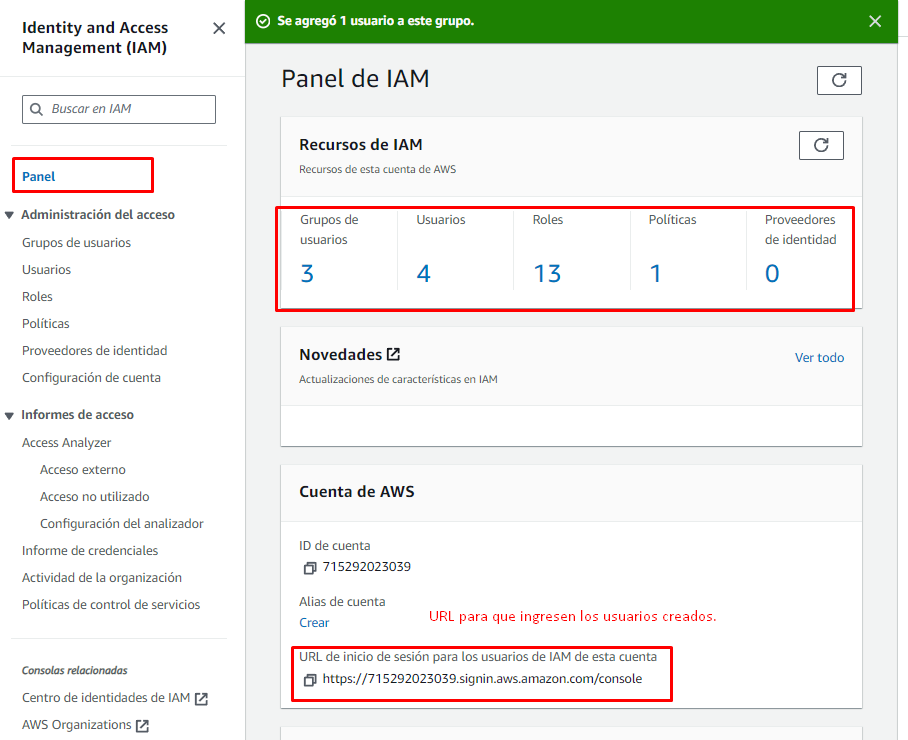 Identity and Access
Management (IAM)
Buscar en IAM
Panel
Administración del acceso
Grupos de usuarios
Usuarios
Roles
Políticas
Proveedores de identidad
Configuración de cuenta
Informes de acceso
Access Analyzer
Acceso externo
Acceso no utilizado
Configuración del analizador
Informe de credenciales
Actividad de la organización
Políticas de control de servicios
Consolas relacionadas
Centro de identidades de IAM
AWS Organizations
Se agregó 1 usuario a este grupo.
Panel de IAM
Recursos de IAM
Recursos de esta cuenta de AWS
Grupos de
usuarios
3
Usuarios
4
Roles
13
Políticas
1
Proveedores
de identidad
0
Novedades
Ver todo
Actualizaciones de características en IAM
Cuenta de AWS
ID de cuenta
715292023039
Alias de cuenta
Crear
URL para que ingresen los usuarios creados.
URL de inicio de sesión para los usuarios de IAM de esta cuenta
https://715292023039.signin.aws.amazon.com/console